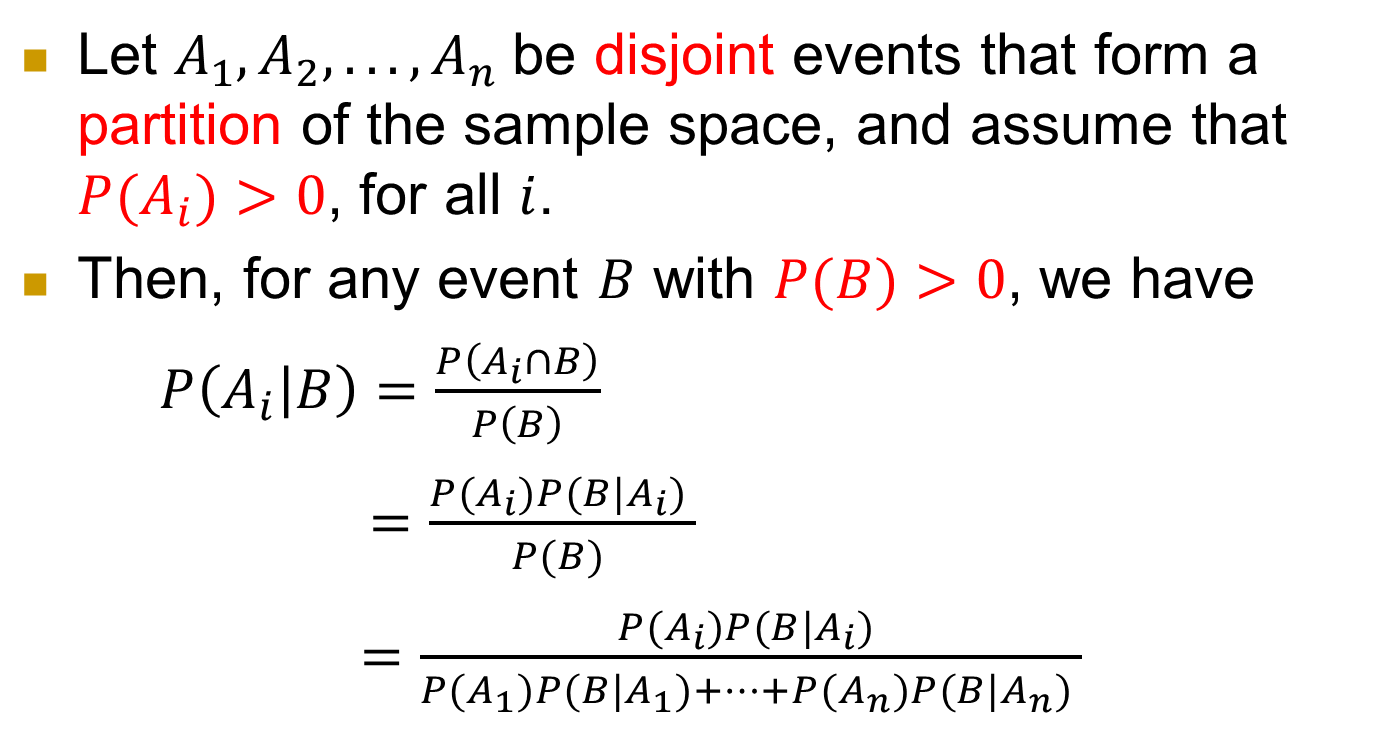 ■ Let A₁, A₂, . . . , Aₙ be disjoint events that form a
partition of the sample space, and assume that
P(Aᵢ) > 0, for all i.
■ Then, for any event B with P(B) > 0, we have
P(Aᵢ|B) = P(Aᵢ∩B) / P(B)
= P(Aᵢ)P(B|Aᵢ) / P(B)
= P(Aᵢ)P(B|Aᵢ) / P(A₁)P(B|A₁)+⋯+P(Aₙ)P(B|Aₙ)